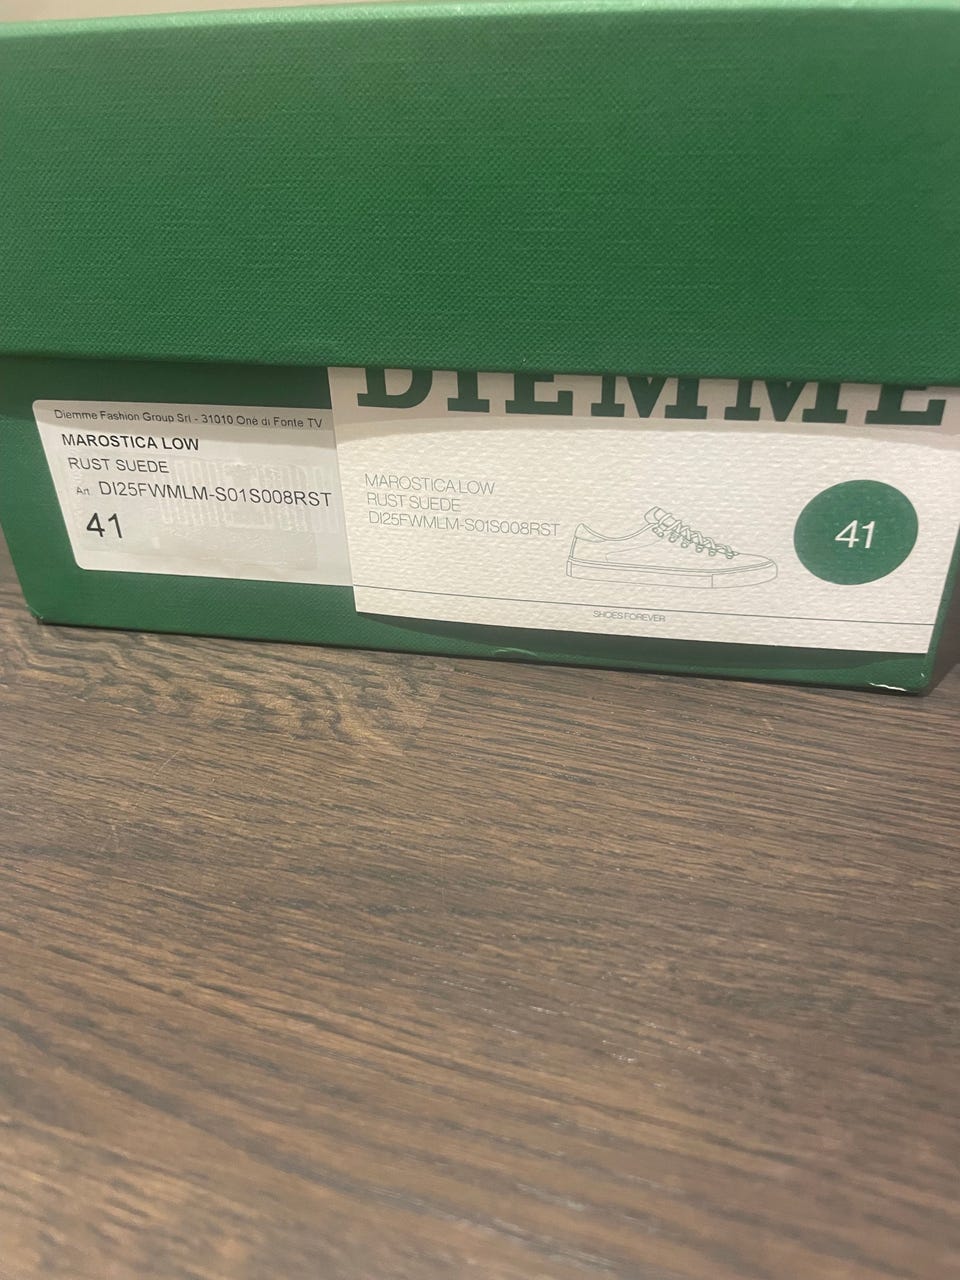 Diemme Fashion Group Srl - 31010 Onè di Fonte TV
MAROSTICA LOW
RUST SUEDE
Art. DI25FWMLM-S01S008RST
41
DIEMME
MAROSTICA LOW
RUST SUEDE
DI25FWMLM-S01S008RST
41
SHOES FOREVER